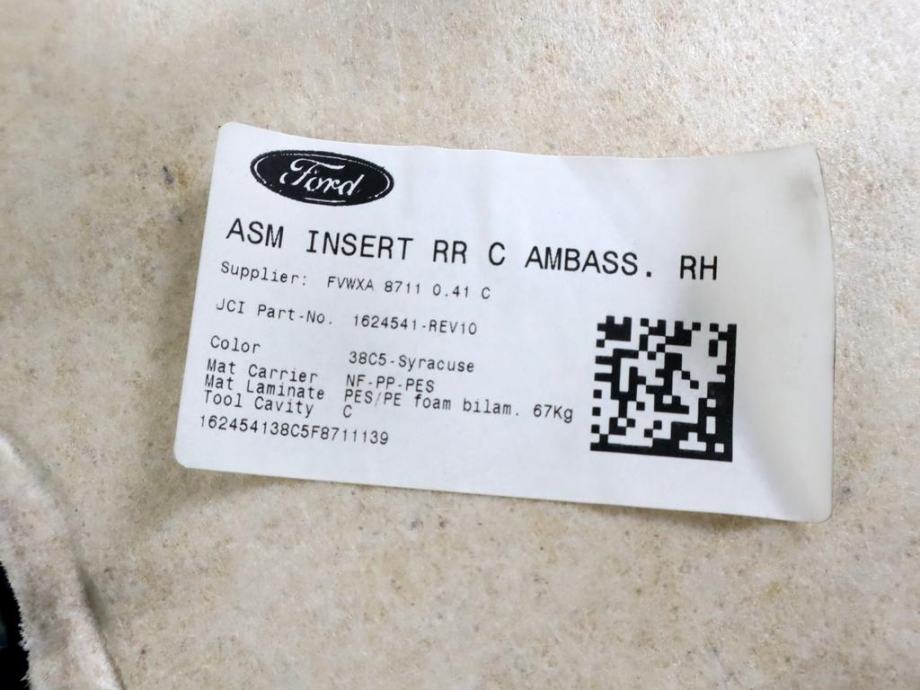 Ford
ASM INSERT RR C AMBASS. RH
Supplier: FVWXA 8711 0.41 C
JCI Part-No. 1624541-REV10
Color 38C5-Syracuse
Mat Carrier NF-PP-PES
Mat Laminate PES/PE foam bilam. 67Kg
Tool Cavity C
162454138C5F8711139